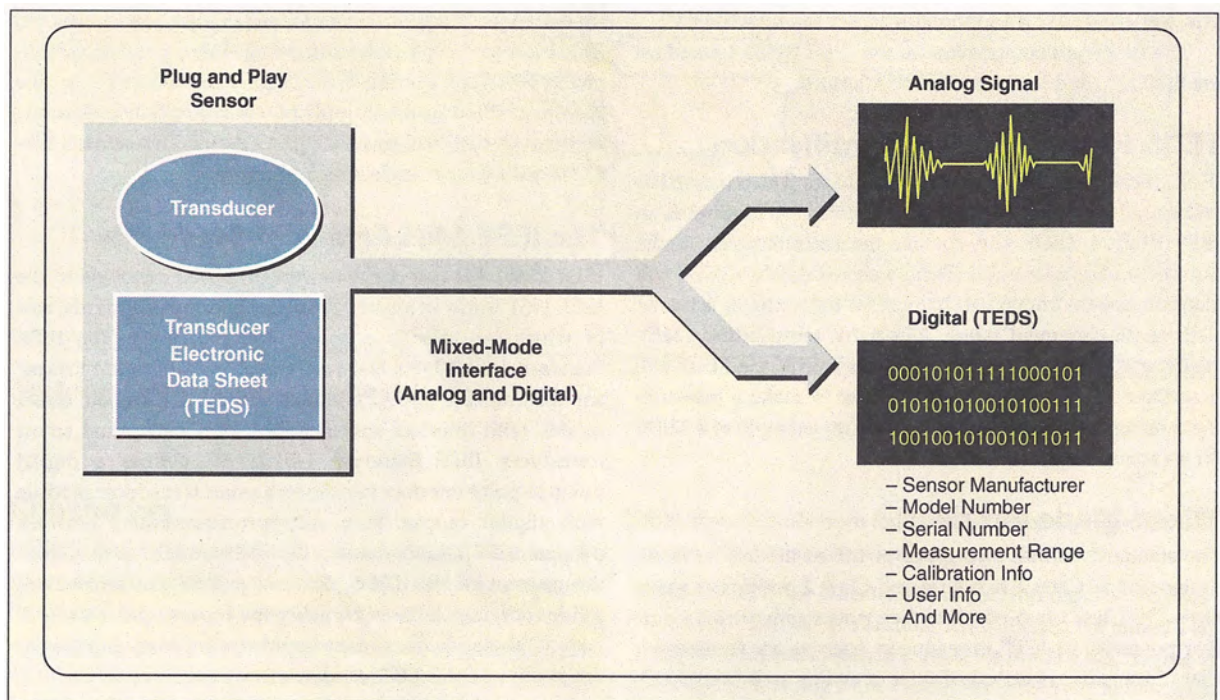 Plug and Play
Sensor
Transducer
Transducer
Electronic
Data Sheet
(TEDS)
Mixed-Mode
Interface
(Analog and Digital)
Analog Signal
Digital (TEDS)
000101011111000101
010101010010100111
100100101001011011
– Sensor Manufacturer
– Model Number
– Serial Number
– Measurement Range
– Calibration Info
– User Info
– And More